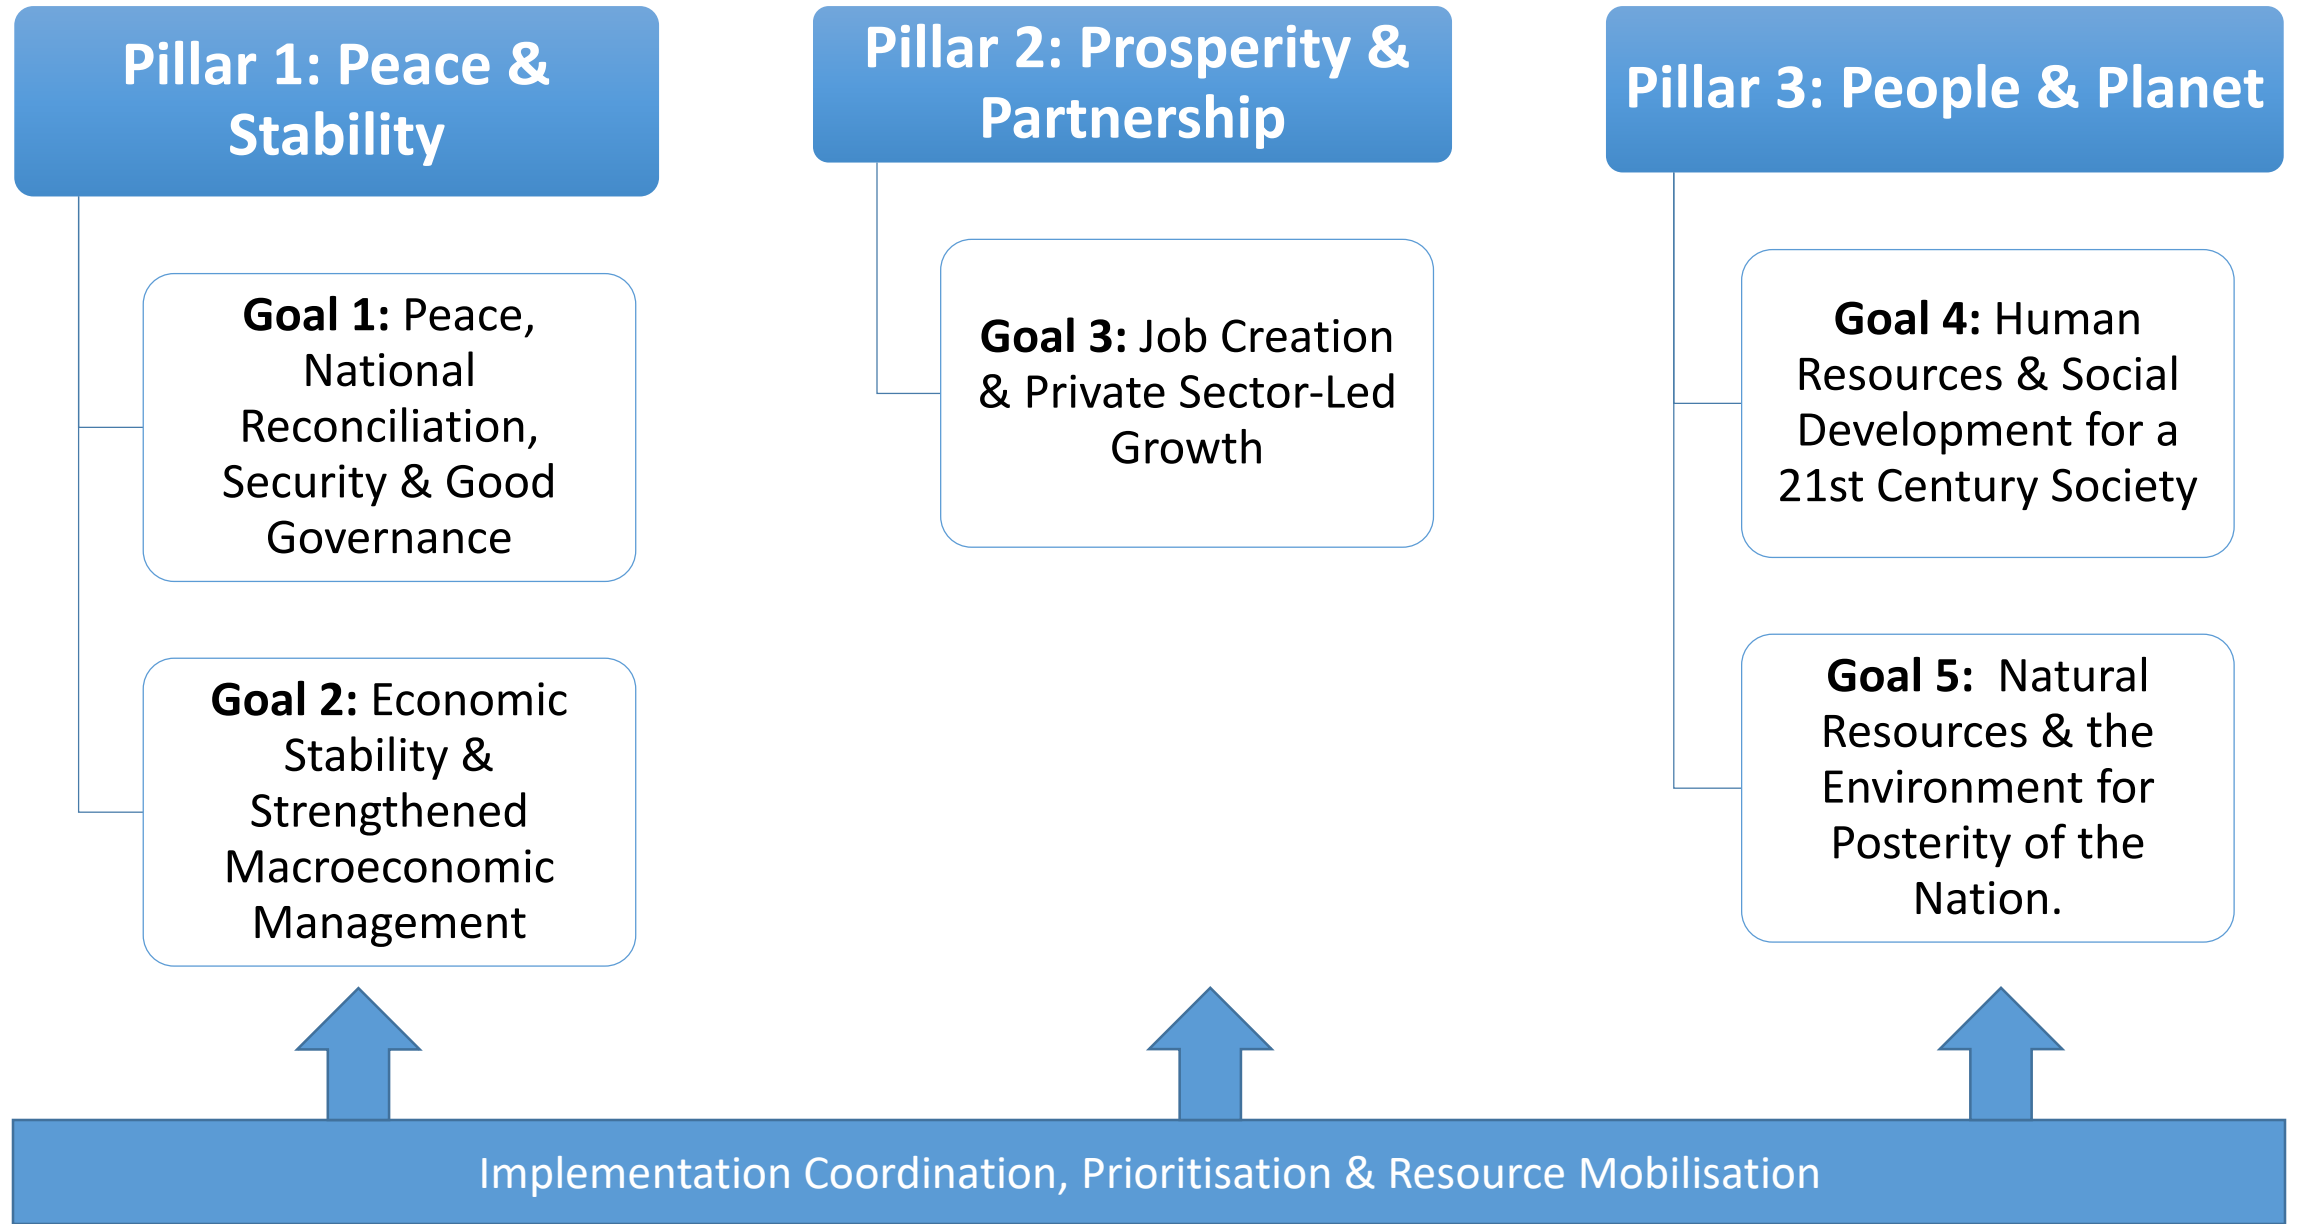 Pillar 1: Peace &
Stability
Goal 1: Peace,
National
Reconciliation,
Security & Good
Governance
Goal 2: Economic
Stability &
Strengthened
Macroeconomic
Management
Pillar 2: Prosperity &
Partnership
Goal 3: Job Creation
& Private Sector-Led
Growth
Pillar 3: People & Planet
Goal 4: Human
Resources & Social
Development for a
21st Century Society
Goal 5:  Natural
Resources & the
Environment for
Posterity of the
Nation.
Implementation Coordination, Prioritisation & Resource Mobilisation